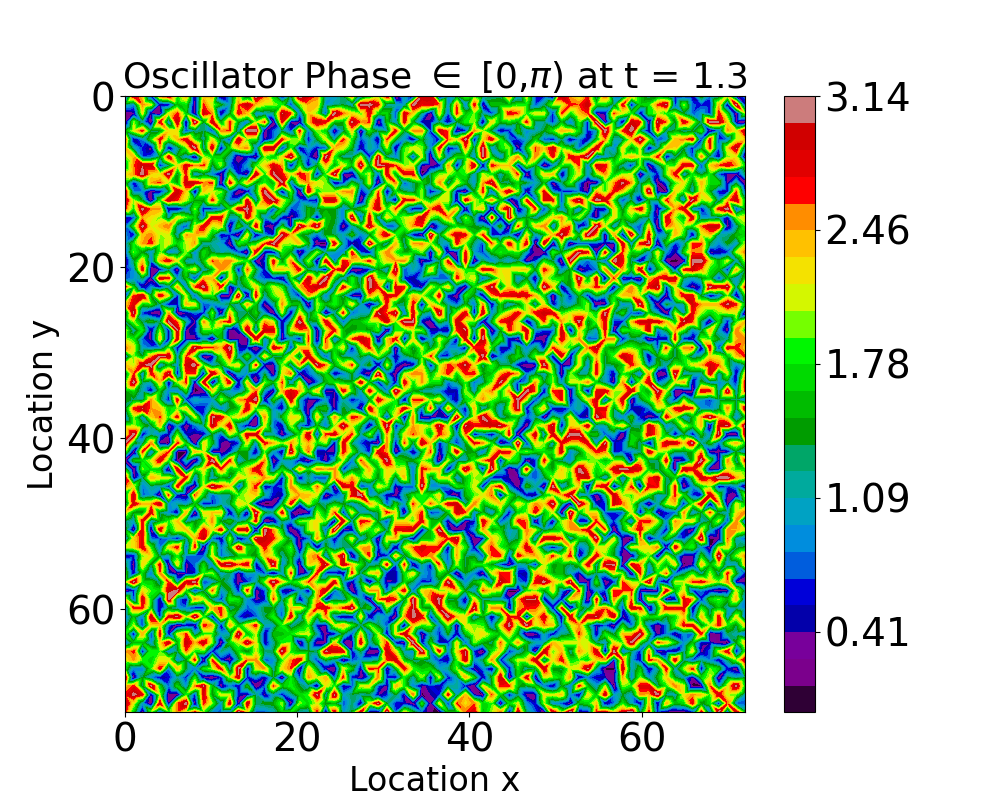 Oscillator Phase ∈ [0,π) at t = 1.3
0
20
40
60
Location y
0 20 40 60
Location x
3.14
2.46
1.78
1.09
0.41